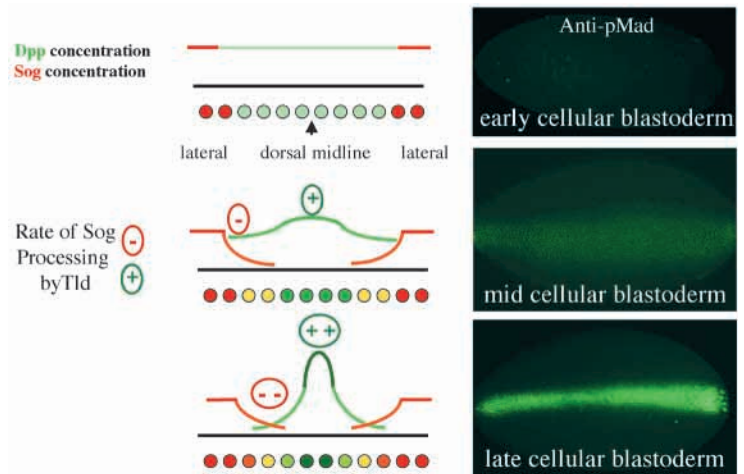 Dpp concentration
Sog concentration
lateral
dorsal midline
lateral
Anti-pMad
early cellular blastoderm
Rate of Sog
Processing
byTld
-
+
-
+
mid cellular blastoderm
+ +
- -
late cellular blastoderm